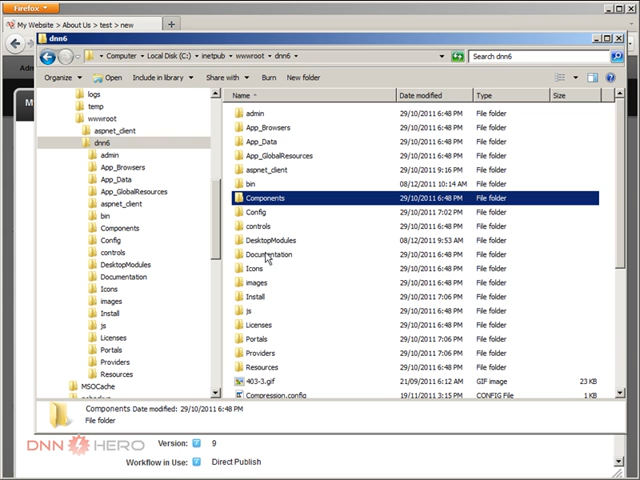 Firefox
My Website > About Us > test > new
dnn6
Computer Local Disk (C:) inetpub wwwroot dnn6
Search dnn6
Organize Open Include in library Share with Burn New folder
Name Date modified Type Size
logs
temp
wwwroot
aspnet_client
dnn6
admin
App_Browsers
App_Data
App_GlobalResources
aspnet_client
bin
Components
Config
controls
DesktopModules
Documentation
Icons
images
Install
js
Licenses
Portals
Providers
Resources
MSOCache
admin 29/10/2011 6:48 PM File folder
App_Browsers 29/10/2011 6:48 PM File folder
App_Data 29/10/2011 6:48 PM File folder
App_GlobalResources 29/10/2011 6:48 PM File folder
aspnet_client 29/10/2011 9:16 PM File folder
bin 08/12/2011 10:14 AM File folder
Components 29/10/2011 6:48 PM File folder
Config 29/10/2011 7:02 PM File folder
controls 29/10/2011 6:48 PM File folder
DesktopModules 08/12/2011 9:53 AM File folder
Documentation 29/10/2011 6:48 PM File folder
Icons 29/10/2011 6:48 PM File folder
images 29/10/2011 6:48 PM File folder
Install 29/10/2011 7:06 PM File folder
js 29/10/2011 6:48 PM File folder
Licenses 29/10/2011 6:48 PM File folder
Portals 29/10/2011 7:06 PM File folder
Providers 29/10/2011 7:06 PM File folder
Resources 29/10/2011 6:48 PM File folder
403-3.gif 21/09/2011 6:12 AM GIF image 23 KB
Compression.config 19/11/2011 3:15 PM CONFIG File 1 KB
Components Date modified: 29/10/2011 6:48 PM
File folder
DNN HERO
Version: 9
Workflow in Use: Direct Publish